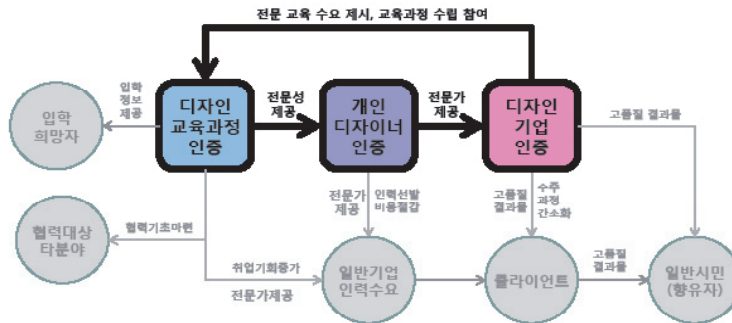 전문 교육 수요 제시, 교육과정 수립 참여
입학
희망자
입학
정보
제공
디자인
교육과정
인증
전문성
제공
개인
디자이너
인증
전문가
제공
디자인
기업
인증
고품질 결과물
협력대상
타분야
협력기초마련
전문가
제공
인력선발
비용절감
고품질
결과물
수주
과정
간소화
취업기회증가
전문가제공
일반기업
인력수요
클라이언트
고품질
결과물
일반시민
(향유자)